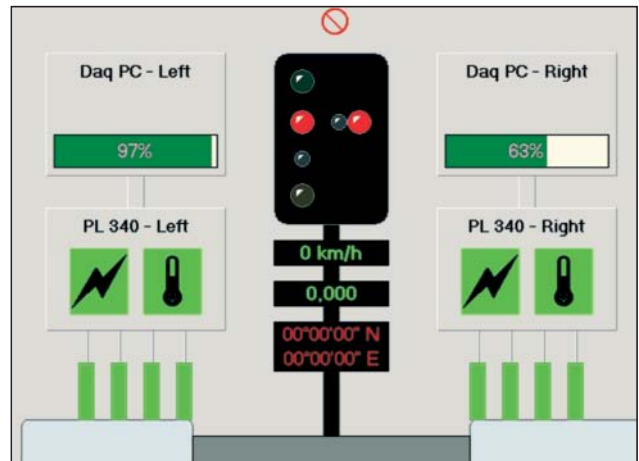 Daq PC - Left
97%
PL 340 - Left
0 km/h
0,000
00°00'00" N
00°00'00" E
Daq PC - Right
63%
PL 340 - Right